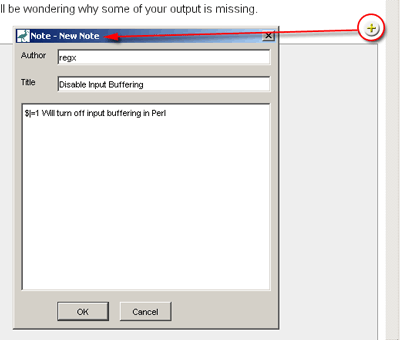 ll be wondering why some of your output is missing.
Note - New Note
Author
regx
Title
Disable Input Buffering
$|=1 Will turn off input buffering in Perl
OK
Cancel